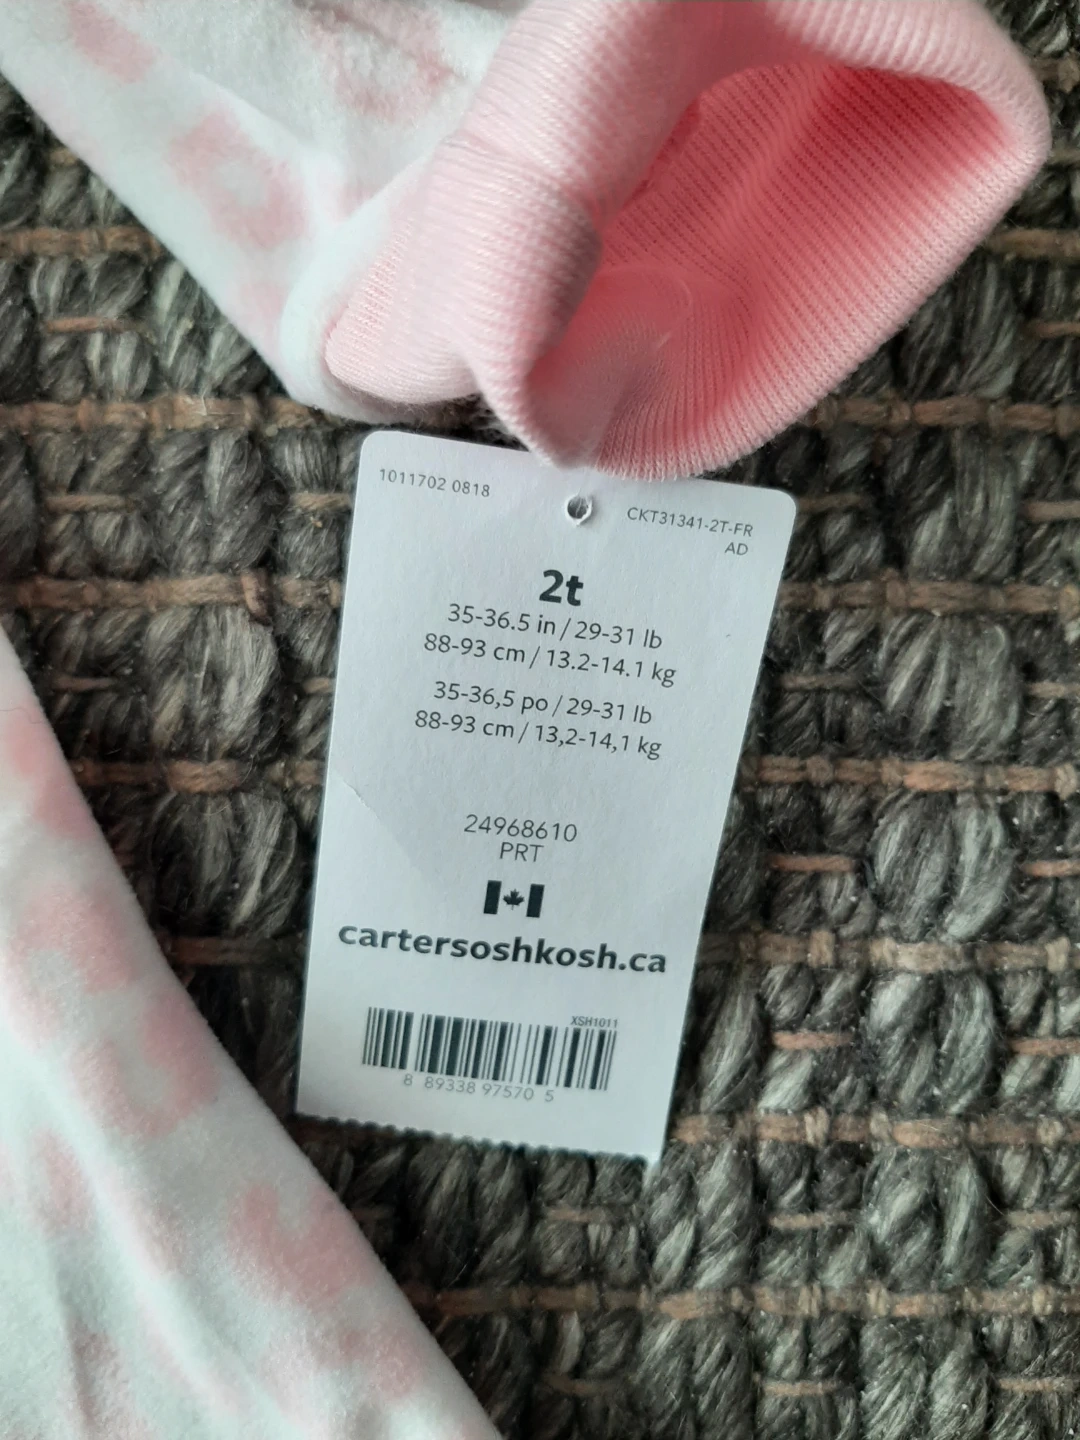 1011702 0818
CKT31341-2T-FR
AD
2t
35-36.5 in / 29-31 lb
88-93 cm / 13.2-14.1 kg
35-36,5 po / 29-31 lb
88-93 cm / 13,2-14,1 kg
24968610
PRT
cartersoshkosh.ca
XSH1011
8 89338 97570 5